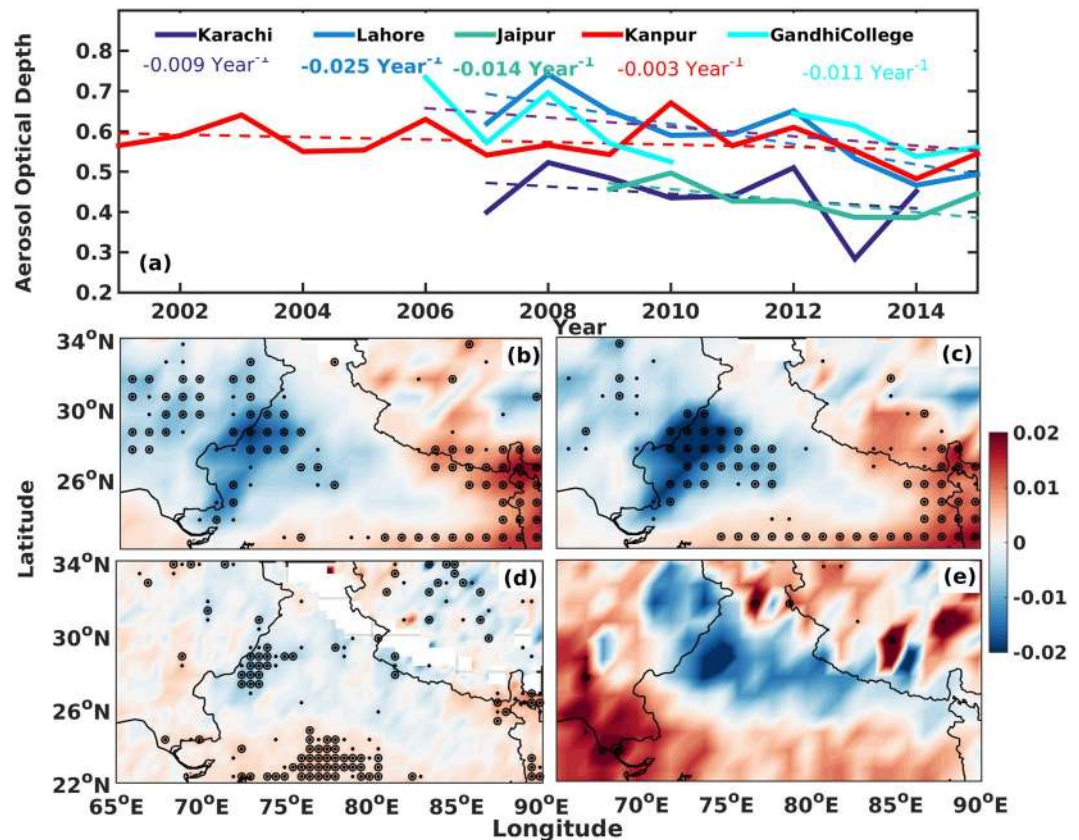 Karachi Lahore Jaipur Kanpur GandhiCollege
-0.009 Year⁻¹ -0.025 Year⁻¹ -0.014 Year⁻¹ -0.003 Year⁻¹ -0.011 Year⁻¹
Aerosol Optical Depth
0.8
0.7
0.6
0.5
0.4
0.3
0.2
(a)
2002 2004 2006 2008 2010 2012 2014
Year
Latitude
34°N
30°N
26°N
(b)
(c)
34°N
30°N
26°N
22°N
(d)
(e)
0.02
0.01
0
-0.01
-0.02
65°E 70°E 75°E 80°E 85°E 90°E 70°E 75°E 80°E 85°E 90°E
Longitude